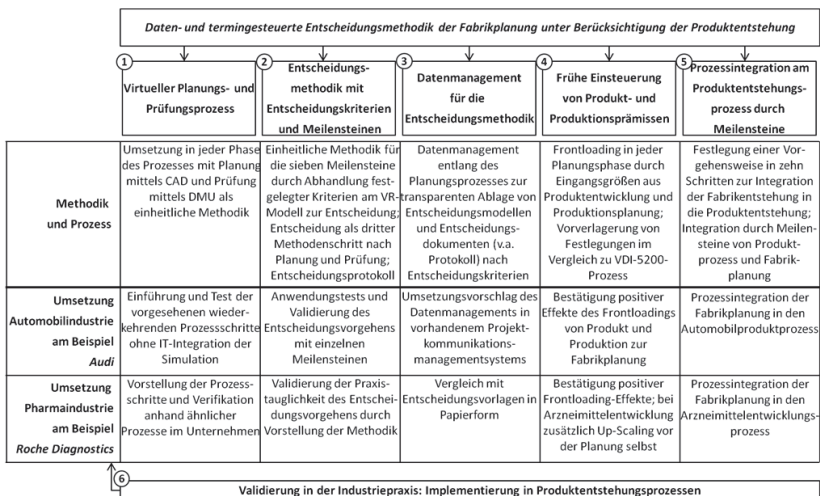 Daten- und termingesteuerte Entscheidungsmethodik der Fabrikplanung unter Berücksichtigung der Produktentstehung
1
Virtueller Planungs- und
Prüfungsprozess
2
Entscheidungs-
methodik mit
Entscheidungskriterien
und Meilensteinen
3
Datenmanagement
für die
Entscheidungsmethodik
4
Frühe Einsteuerung
von Produkt- und
Produktionsprämissen
5
Prozessintegration am
Produktentstehungs-
prozess durch
Meilensteine
Methodik
und Prozess
Umsetzung in jeder Phase
des Prozesses mit Planung
mittels CAD und Prüfung
mittels DMU als
einheitliche Methodik
Einheitliche Methodik für
die sieben Meilensteine
durch Abhandlung fest-
gelegter Kriterien am VR-
Modell zur Entscheidung;
Entscheidung als dritter
Methodenschritt nach
Planung und Prüfung;
Entscheidungsprotokoll
Datenmanagement
entlang des
Planungsprozesses zur
transparenten Ablage von
Entscheidungsmodellen
und Entscheidungs-
dokumenten (v.a.
Protokoll) nach
Entscheidungskriterien
Frontloading in jeder
Planungsphase durch
Eingangsgrößen aus
Produktentwicklung und
Produktionsplanung;
Vorverlagerung von
Festlegungen im
Vergleich zu VDI-5200-
Prozess
Festlegung einer Vor-
gehensweise in zehn
Schritten zur Integration
der Fabrikentstehung in
die Produktentstehung;
Integration durch Meilen-
steine von Produkt-
prozess und Fabrik-
planung
Umsetzung
Automobilindustrie
am Beispiel
Audi
Einführung und Test der
vorgesehenen wieder-
kehrenden Prozessschritte
ohne IT-Integration der
Simulation
Anwendungstests und
Validierung des
Entscheidungsvorgehens
mit einzelnen
Meilensteinen
Umsetzungsvorschlag des
Datenmanagements in
vorhandenem Projekt-
kommunikations-
managementsystems
Bestätigung positiver
Effekte des Frontloadings
von Produkt und
Produktion zur
Fabrikplanung
Prozessintegration der
Fabrikplanung in den
Automobilproduktprozess
Umsetzung
Pharmaindustrie
am Beispiel
Roche Diagnostics
Vorstellung der Prozess-
schritte und Verifikation
anhand ähnlicher
Prozesse im Unternehmen
Validierung der Praxis-
tauglichkeit des Entschei-
dungsvorgehens durch
Vorstellung der Methodik
Vergleich mit
Entscheidungsvorlagen in
Papierform
Bestätigung positiver
Frontloading-Effekte; bei
Arzneimittelentwicklung
zusätzlich Up-Scaling vor
der Planung selbst
Prozessintegration der
Fabrikplanung in den
Arzneimittelentwicklungs-
prozess
6
Validierung in der Industriepraxis: Implementierung in Produktentstehungsprozessen